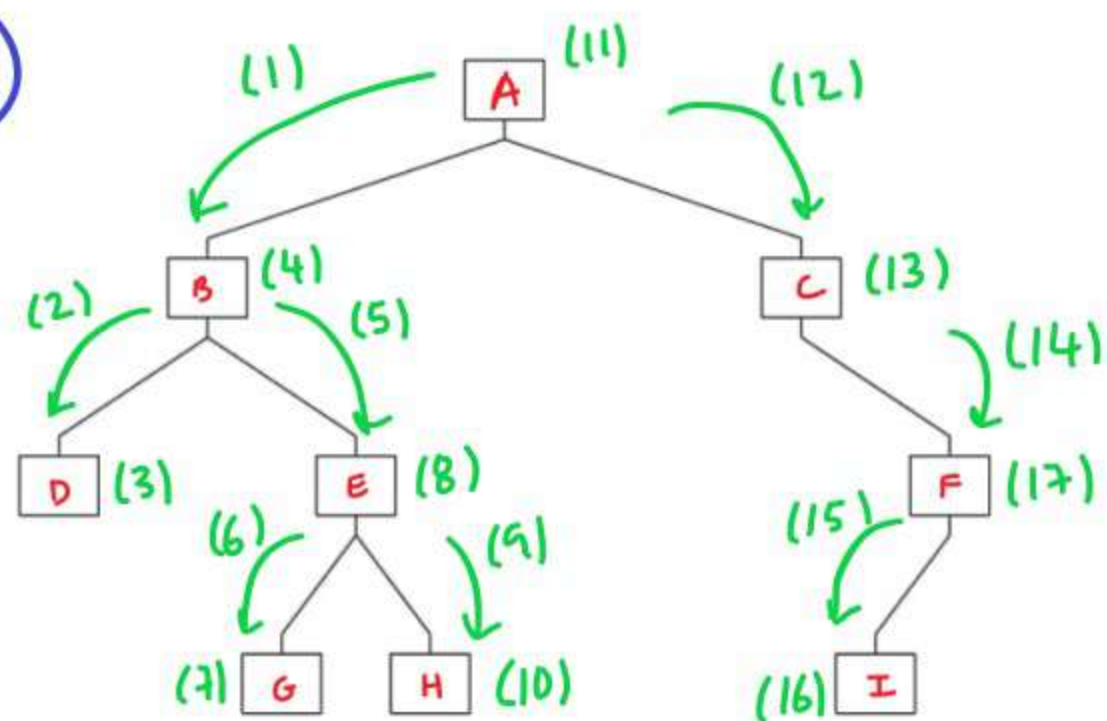 (11)
(1) A (12)
B (4) C (13)
(2) (5) (14)
D (3) E (8) F (17)
(6) (9) (15)
(7) G H (10) (16) I